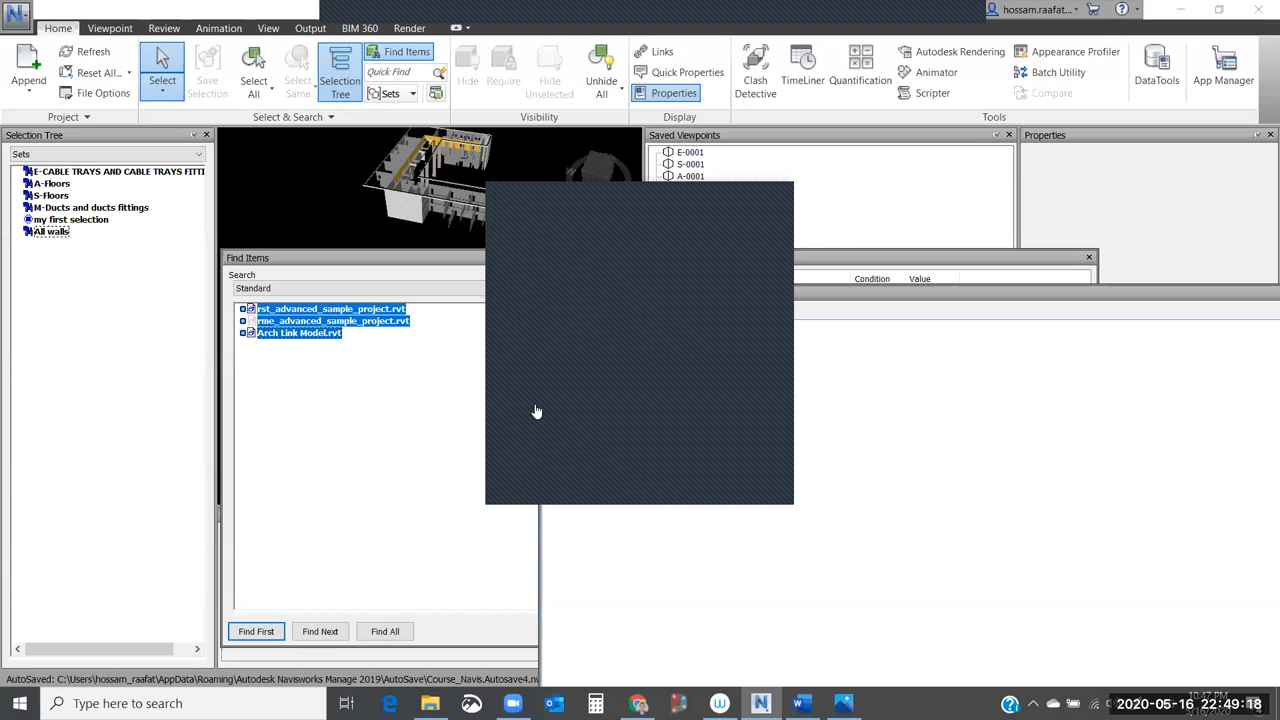 hossam.raafat...
Home Viewpoint Review Animation View Output BIM 360 Render
Append
Refresh
Reset All...
File Options
Project
Select
Save Selection
Select All
Select Same
Selection Tree
Find Items
Quick Find
Sets
Select & Search
Hide
Require
Hide Unselected
Unhide All
Visibility
Links
Quick Properties
Properties
Display
Clash Detective
TimeLiner
Quantification
Autodesk Rendering
Animator
Scripter
Appearance Profiler
Batch Utility
Compare
DataTools
App Manager
Tools
Selection Tree
Sets
E-CABLE TRAYS AND CABLE TRAYS FITTI
A-Floors
S-Floors
M-Ducts and ducts fittings
my first selection
All walls
Saved Viewpoints
E-0001
S-0001
A-0001
Properties
Find Items
Search
Standard
rst_advanced_sample_project.rvt
rme_advanced_sample_project.rvt
Arch Link Model.rvt
Condition Value
Find First Find Next Find All
AutoSaved: C:\Users\hossam_raafat\AppData\Roaming\Autodesk Navisworks Manage 2019\AutoSave\Course_Navis.Autosave4.nv
Type here to search
10:47 PM
2020-05-16 22:49:18